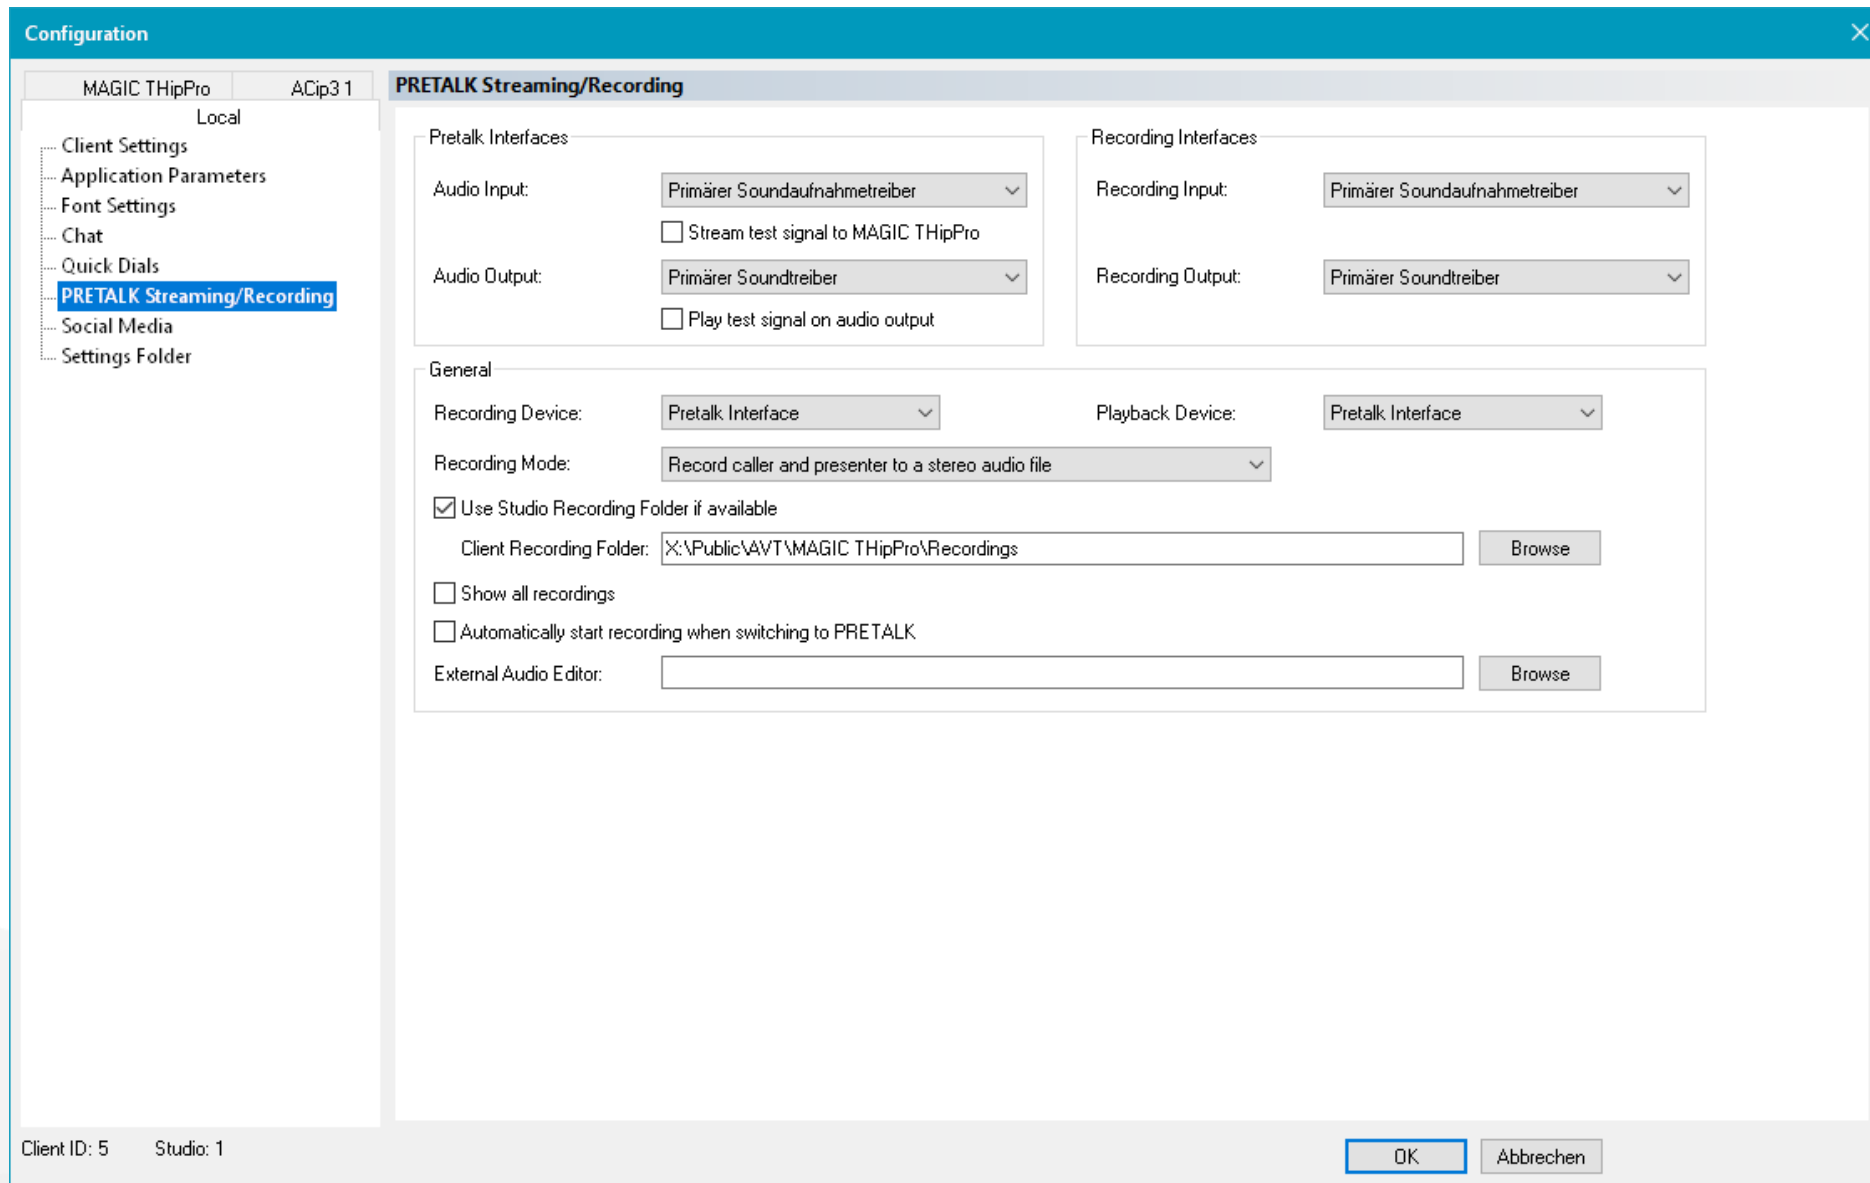 Configuration
MAGIC THipPro ACip3 1
Local
Client Settings
Application Parameters
Font Settings
Chat
Quick Dials
PRETALK Streaming/Recording
Social Media
Settings Folder
PRETALK Streaming/Recording
Pretalk Interfaces
Audio Input: Primärer Soundaufnahmetreiber
Stream test signal to MAGIC THipPro
Audio Output: Primärer Soundtreiber
Play test signal on audio output
Recording Interfaces
Recording Input: Primärer Soundaufnahmetreiber
Recording Output: Primärer Soundtreiber
General
Recording Device: Pretalk Interface Playback Device: Pretalk Interface
Recording Mode: Record caller and presenter to a stereo audio file
Use Studio Recording Folder if available
Client Recording Folder: X:\Public\AVT\MAGIC THipPro\Recordings Browse
Show all recordings
Automatically start recording when switching to PRETALK
External Audio Editor: Browse
Client ID: 5 Studio: 1
OK Abbrechen